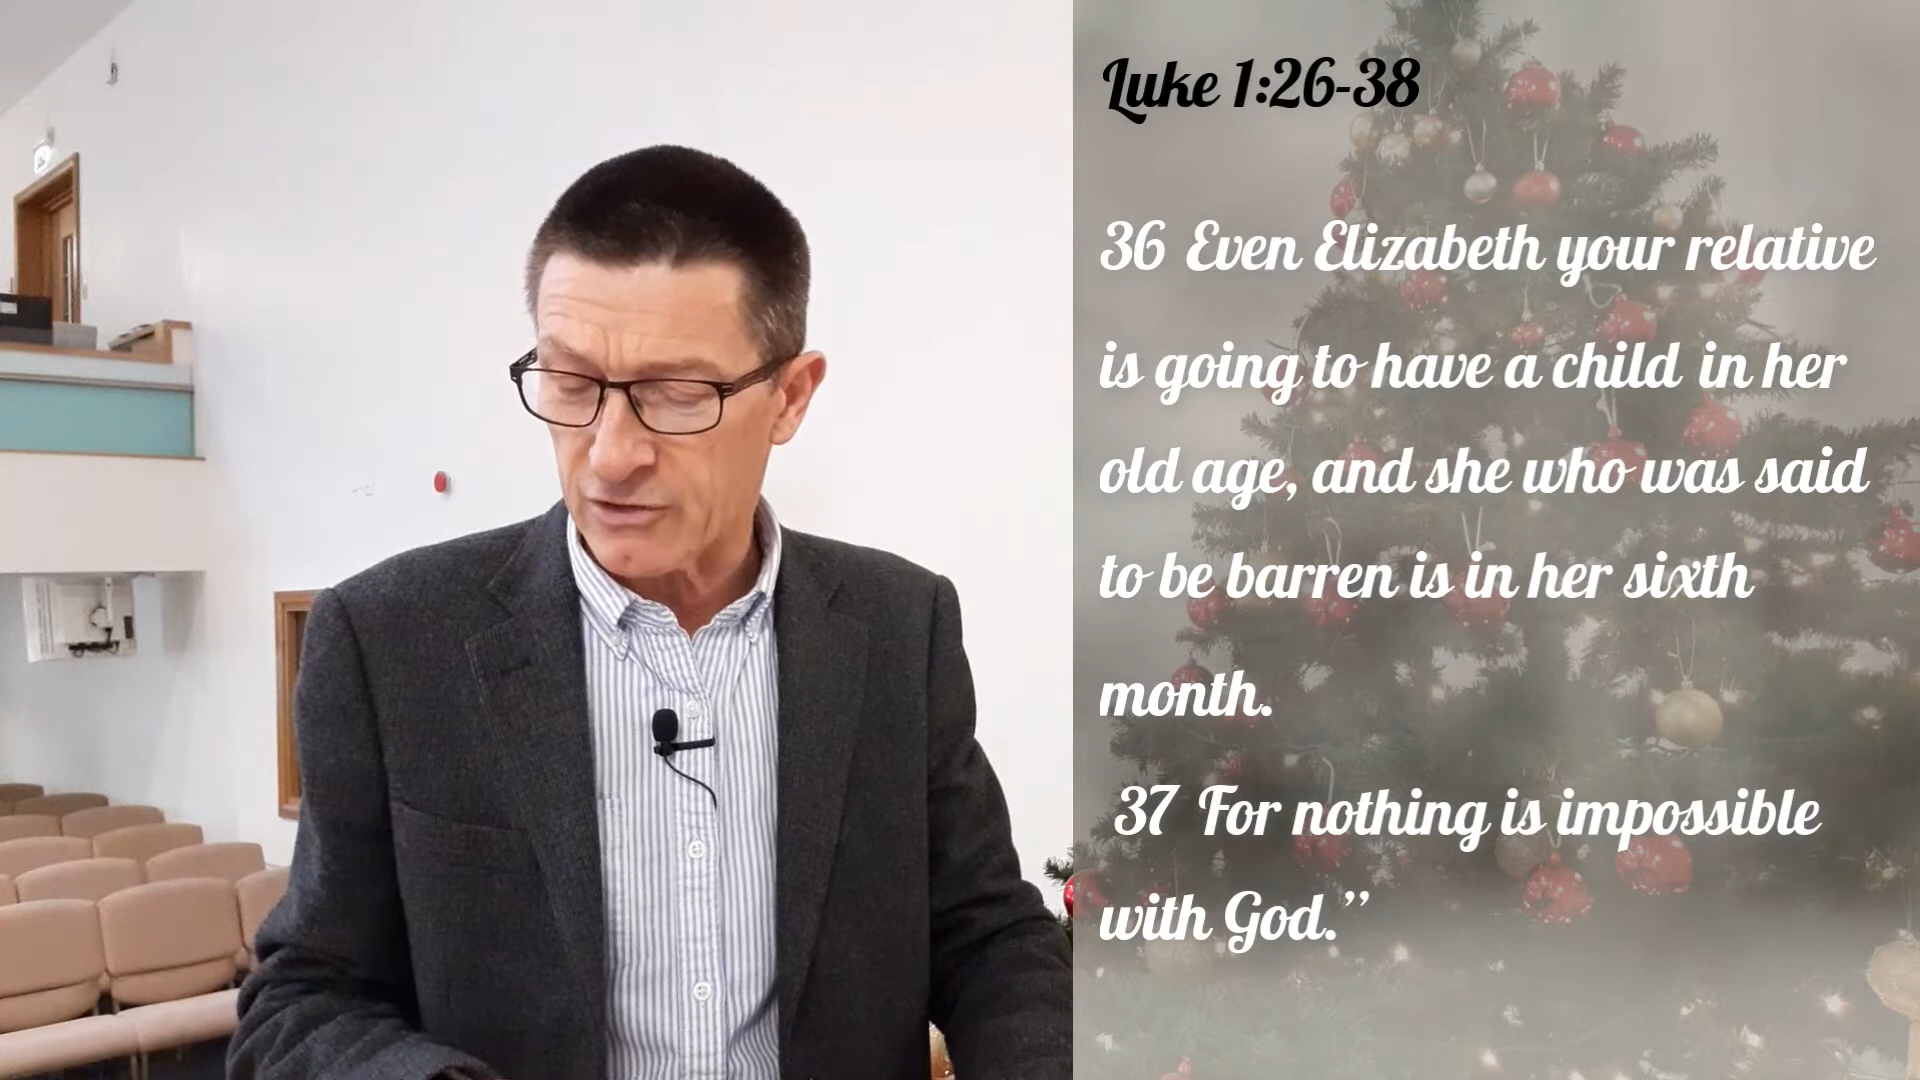 Luke 1:26-38
36 Even Elizabeth your relative
is going to have a child in her
old age, and she who was said
to be barren is in her sixth
month.
37 For nothing is impossible
with God.”